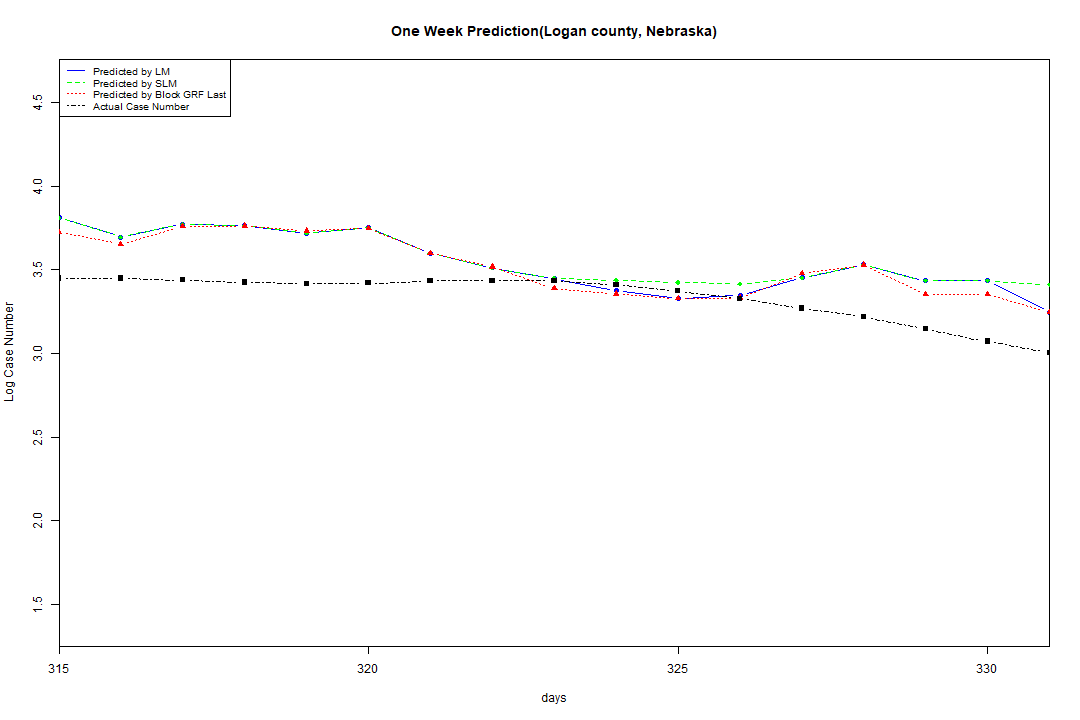 One Week Prediction(Logan county, Nebraska)
Predicted by LM
Predicted by SLM
Predicted by Block GRF Last
Actual Case Number
4.5
4.0
3.5
3.0
2.5
2.0
1.5
Log Case Number
315 320 325 330
days